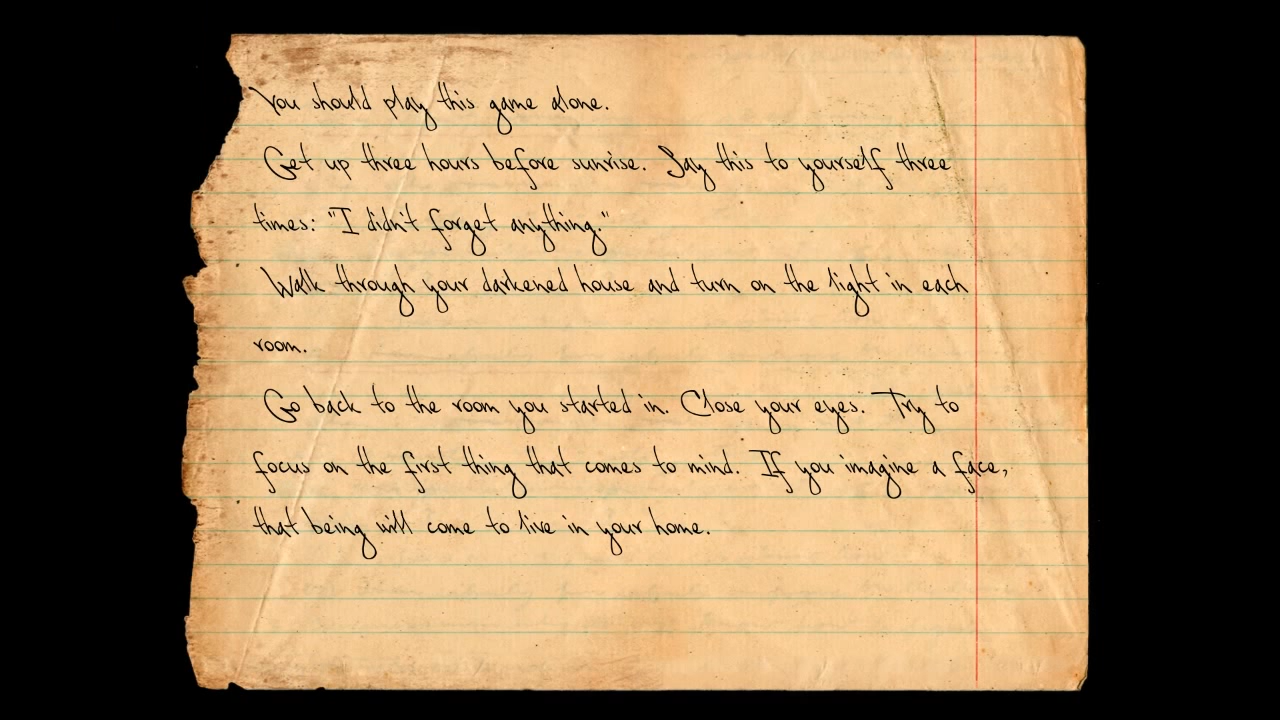 You should play this game alone.
Get up three hours before sunrise. Say this to yourself three
times: "I didn't forget anything."
Walk through your darkened house and turn on the light in each
room.
Go back to the room you started in. Close your eyes. Try to
focus on the first thing that comes to mind. If you imagine a face,
that being will come to live in your home.